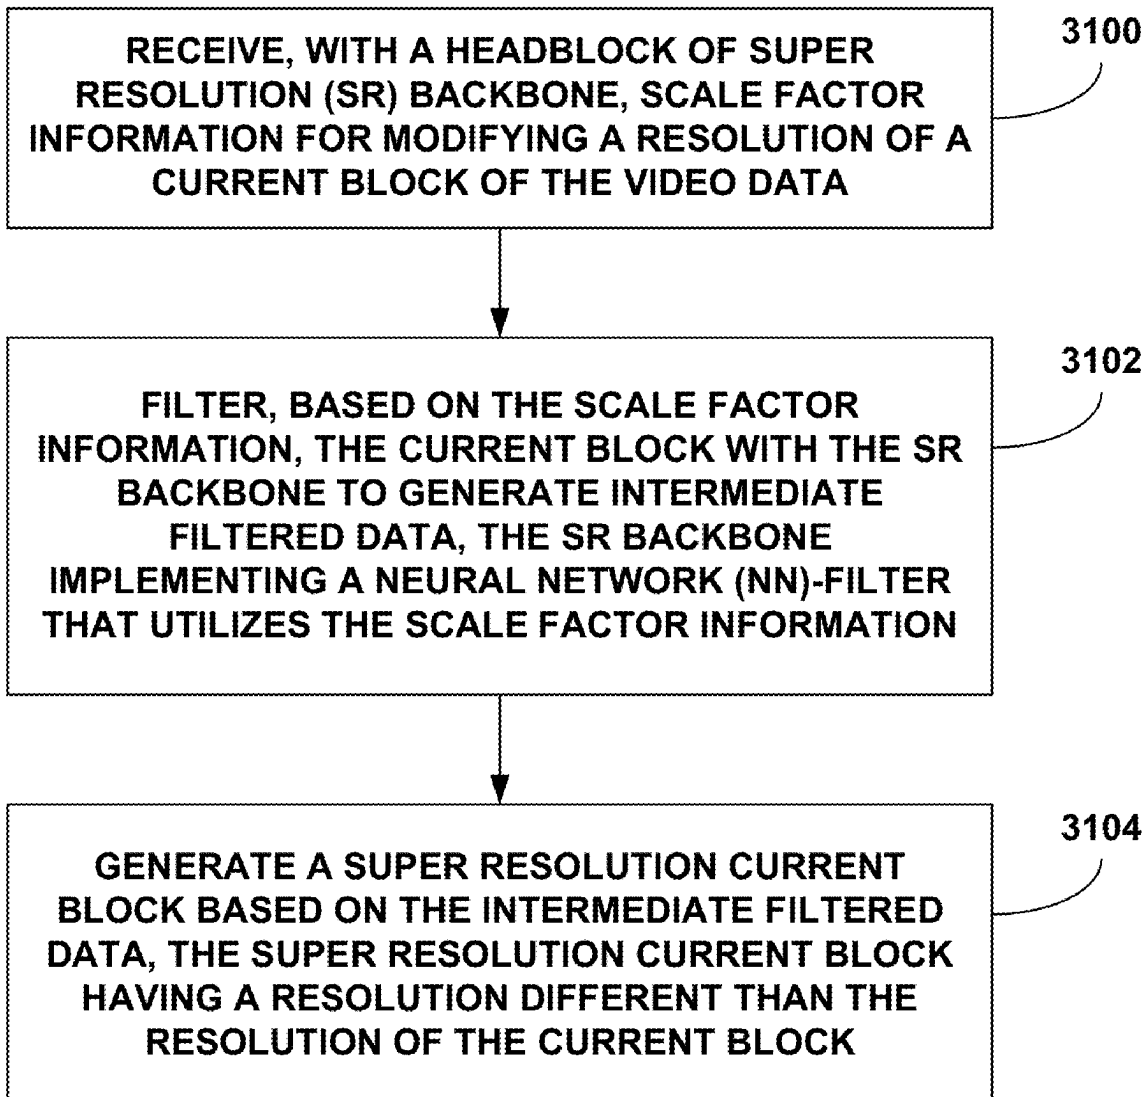 RECEIVE, WITH A HEADBLOCK OF SUPER
RESOLUTION (SR) BACKBONE, SCALE FACTOR
INFORMATION FOR MODIFYING A RESOLUTION OF A
CURRENT BLOCK OF THE VIDEO DATA
3100
FILTER, BASED ON THE SCALE FACTOR
INFORMATION, THE CURRENT BLOCK WITH THE SR
BACKBONE TO GENERATE INTERMEDIATE
FILTERED DATA, THE SR BACKBONE
IMPLEMENTING A NEURAL NETWORK (NN)-FILTER
THAT UTILIZES THE SCALE FACTOR INFORMATION
3102
GENERATE A SUPER RESOLUTION CURRENT
BLOCK BASED ON THE INTERMEDIATE FILTERED
DATA, THE SUPER RESOLUTION CURRENT BLOCK
HAVING A RESOLUTION DIFFERENT THAN THE
RESOLUTION OF THE CURRENT BLOCK
3104